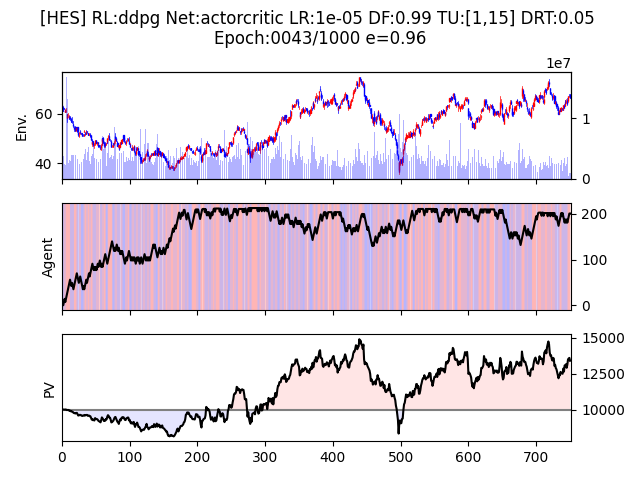 [HES] RL:ddpg Net:actorcritic LR:1e-05 DF:0.99 TU:[1,15] DRT:0.05
Epoch:0043/1000 e=0.96
1e7
Env.
60
40
1
0
Agent
200
100
0
PV
15000
12500
10000
0 100 200 300 400 500 600 700